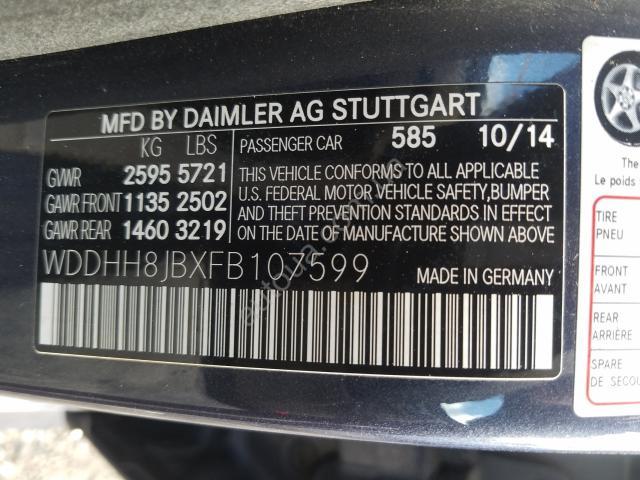 MFD BY DAIMLER AG STUTTGART
KG LBS
GVWR 2595 5721
GAWR FRONT 1135 2502
GAWR REAR 1460 3219
PASSENGER CAR 585 10/14
THIS VEHICLE CONFORMS TO ALL APPLICABLE
U.S. FEDERAL MOTOR VEHICLE SAFETY,BUMPER
AND THEFT PREVENTION STANDARDS IN EFFECT
ON THE DATE OF MANUFACTURE SHOWN ABOVE
WDDHH8JBXFB107599
MADE IN GERMANY
The
Le poids
TIRE
PNEU
FRONT
AVANT
REAR
ARRIÈRE
SPARE
DE SECOU